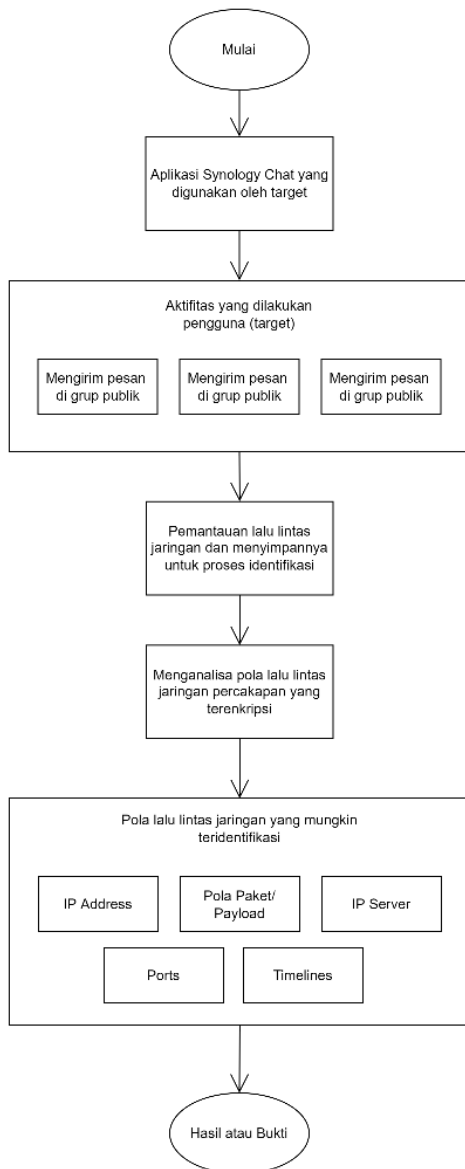 Mulai
Aplikasi Synology Chat yang
digunakan oleh target
Aktifitas yang dilakukan
pengguna (target)
Mengirim pesan
di grup publik
Mengirim pesan
di grup publik
Mengirim pesan
di grup publik
Pemantauan lalu lintas
jaringan dan menyimpannya
untuk proses identifikasi
Menganalisa pola lalu lintas
jaringan percakapan yang
terenkripsi
Pola lalu lintas jaringan yang mungkin
teridentifikasi
IP Address
Pola Paket/
Payload
IP Server
Ports
Timelines
Hasil atau Bukti